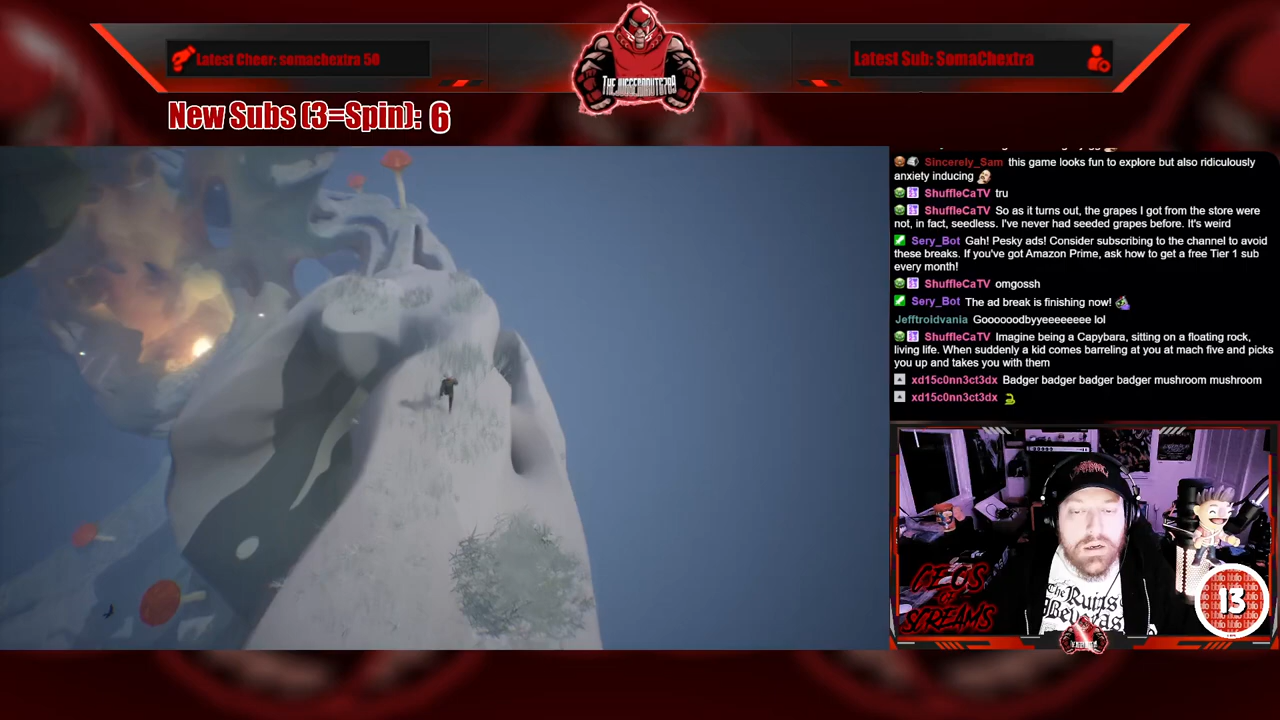 Latest Cheer: somachextra 50
TheJuggernaut6789
Latest Sub: SomaChextra
New Subs (3=Spin): 6
Sincerely_Sam this game looks fun to explore but also ridiculously
anxiety inducing
ShuffleCaTV tru
ShuffleCaTV So as it turns out, the grapes I got from the store were
not, in fact, seedless. I've never had seeded grapes before. It's weird
Sery_Bot Gah! Pesky ads! Consider subscribing to the channel to avoid
these breaks. If you've got Amazon Prime, ask how to get a free Tier 1 sub
every month!
ShuffleCaTV omgossh
Sery_Bot The ad break is finishing now!
Jefftroldvania Goooooodbyyeeeeeeee lol
ShuffleCaTV Imagine being a Capybara, sitting on a floating rock,
living life. When suddenly a kid comes barreling at you at mach five and picks
you up and takes you with them
xd15c0nn3ct3dx Badger badger badger badger mushroom mushroom
xd15c0nn3ct3dx
The Ruins
Beverast
SCREAMS
13